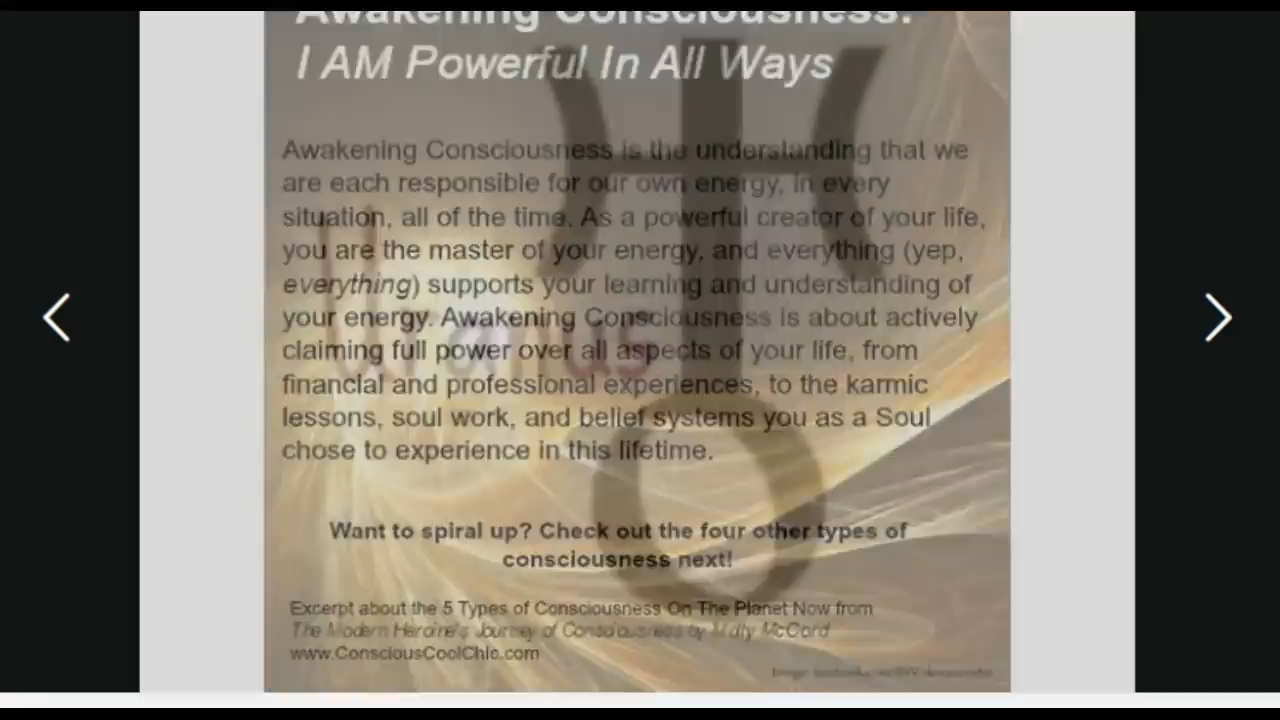 Awakening Consciousness:
I AM Powerful In All Ways
Awakening Consciousness is the understanding that we
are each responsible for our own energy, in every
situation, all of the time. As a powerful creator of your life,
you are the master of your energy, and everything (yep,
everything) supports your learning and understanding of
your energy. Awakening Consciousness is about actively
claiming full power over all aspects of your life, from
financial and professional experiences, to the karmic
lessons, soul work, and belief systems you as a Soul
chose to experience in this lifetime.
Uranus
Want to spiral up? Check out the four other types of
consciousness next!
Excerpt about the 5 Types of Consciousness On The Planet Now from
The Modern Heroine's Journey of Consciousness by Molly McCord
www.ConsciousCoolChic.com